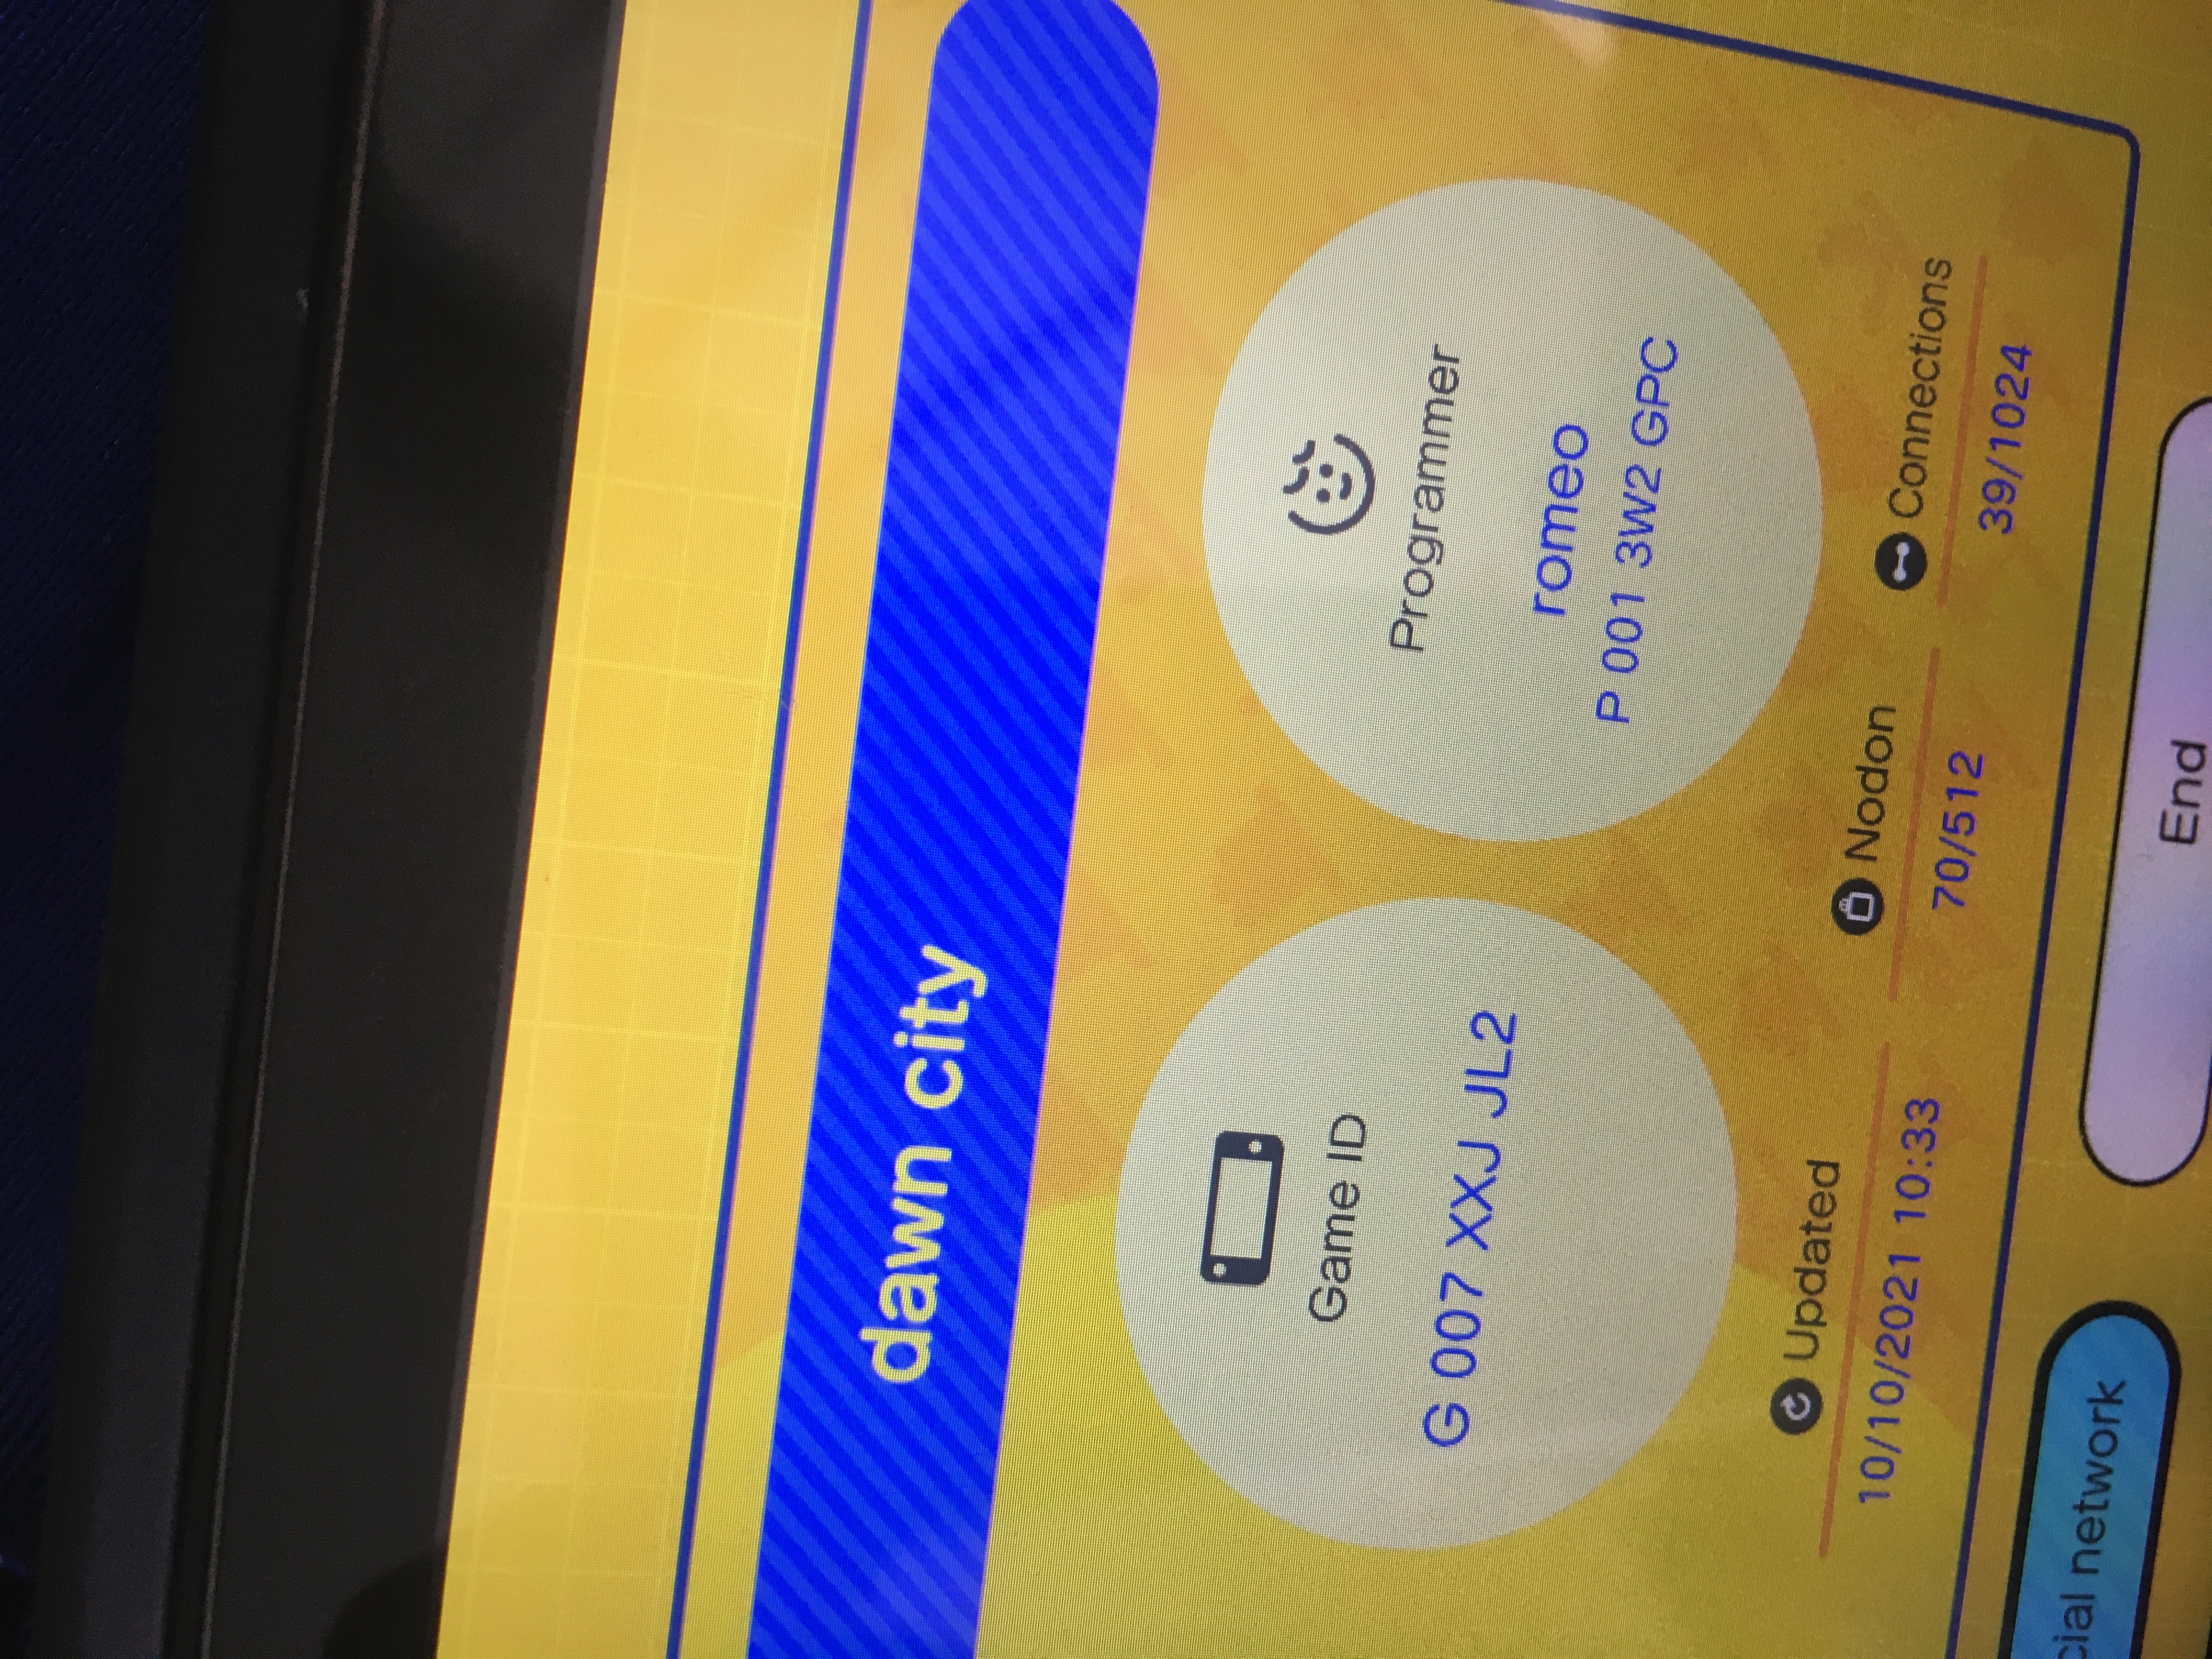 dawn city
Game ID
G 007 XXJ JL2
Programmer
romeo
P 001 3W2 GPC
Updated
10/10/2021 10:33
Nodon
70/512
Connections
39/1024
cial network
End